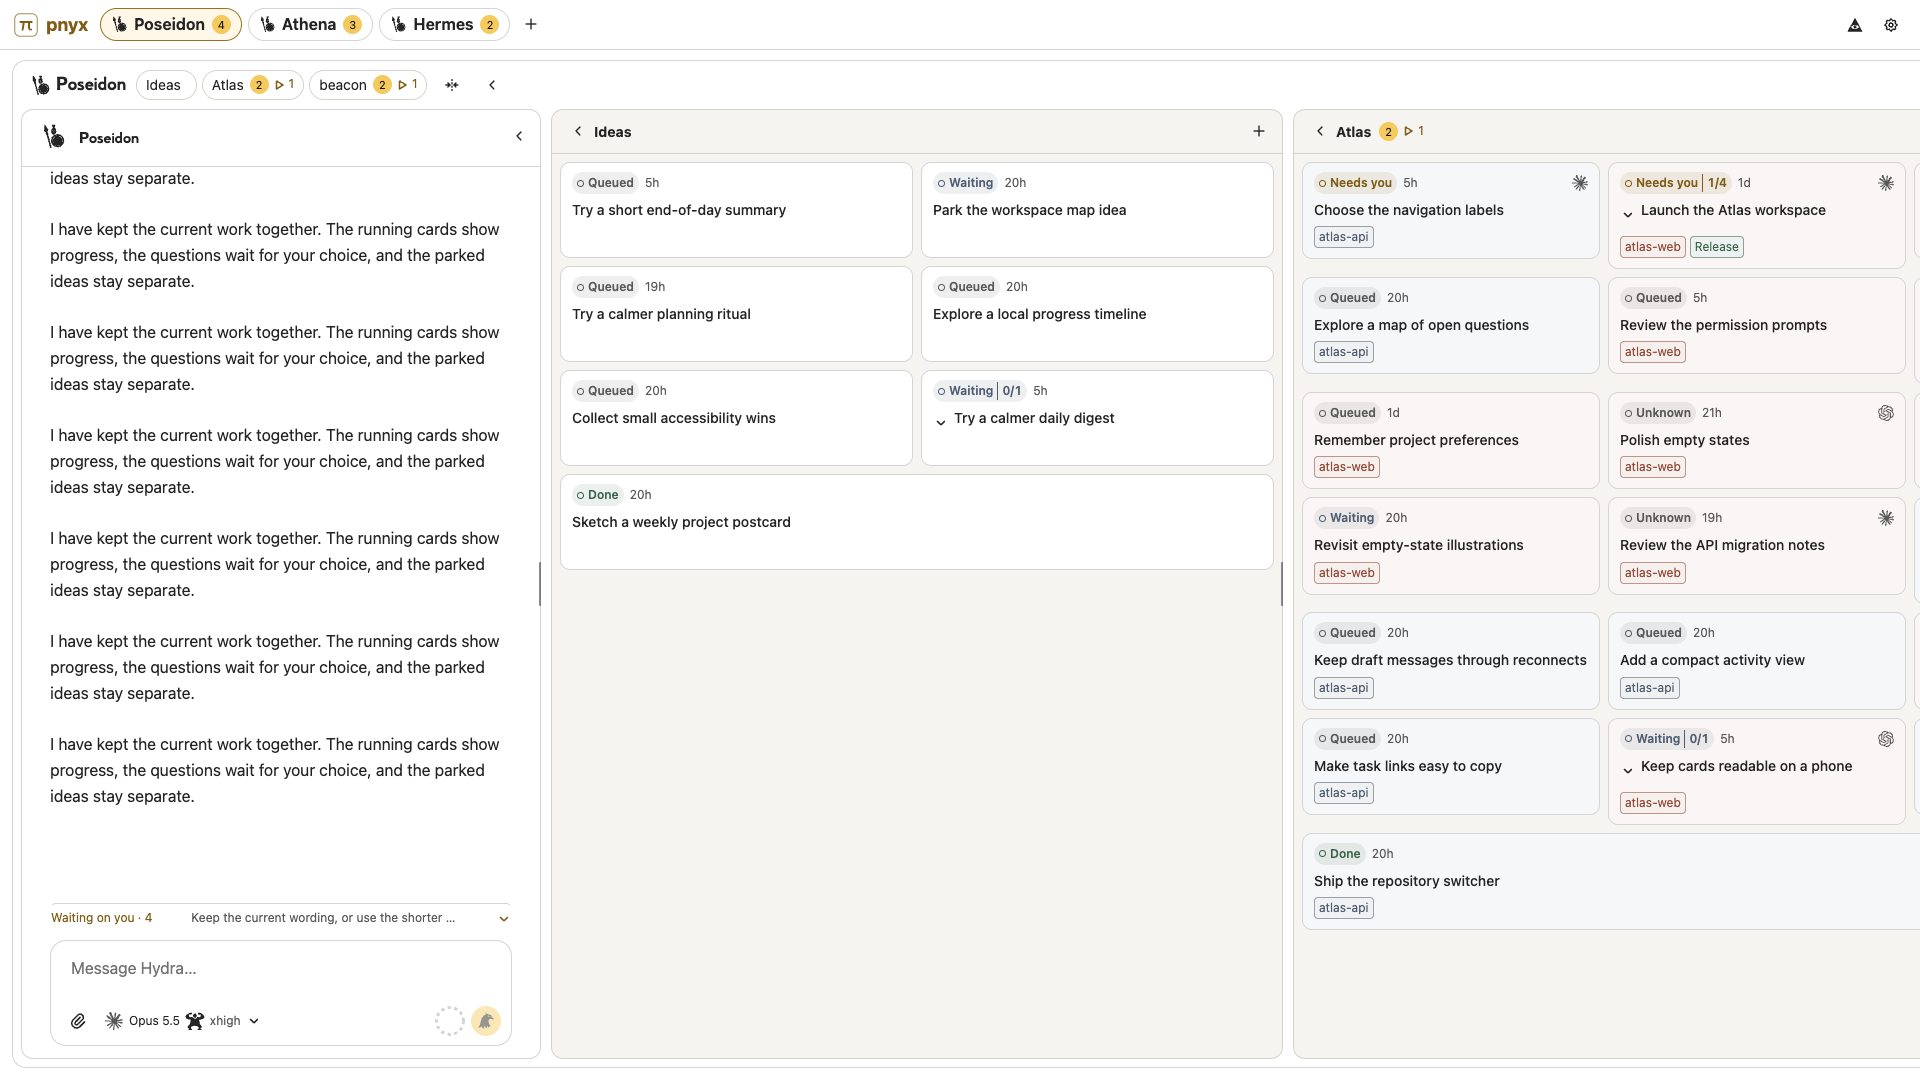 π pnyx Poseidon 4 Athena 3 Hermes 2 +
Poseidon Ideas Atlas 2 1 beacon 2 1
Poseidon
ideas stay separate.
I have kept the current work together. The running cards show
progress, the questions wait for your choice, and the parked
ideas stay separate.
I have kept the current work together. The running cards show
progress, the questions wait for your choice, and the parked
ideas stay separate.
I have kept the current work together. The running cards show
progress, the questions wait for your choice, and the parked
ideas stay separate.
I have kept the current work together. The running cards show
progress, the questions wait for your choice, and the parked
ideas stay separate.
I have kept the current work together. The running cards show
progress, the questions wait for your choice, and the parked
ideas stay separate.
I have kept the current work together. The running cards show
progress, the questions wait for your choice, and the parked
ideas stay separate.
Waiting on you · 4 Keep the current wording, or use the shorter ...
Message Hydra...
Opus 5.5 xhigh
Ideas +
Queued 5h
Try a short end-of-day summary
Waiting 20h
Park the workspace map idea
Queued 19h
Try a calmer planning ritual
Queued 20h
Explore a local progress timeline
Queued 20h
Collect small accessibility wins
Waiting 0/1 5h
Try a calmer daily digest
Done 20h
Sketch a weekly project postcard
Atlas 2 1
Needs you 5h
Choose the navigation labels
atlas-api
Needs you 1/4 1d
Launch the Atlas workspace
atlas-web Release
Queued 20h
Explore a map of open questions
atlas-api
Queued 5h
Review the permission prompts
atlas-web
Queued 1d
Remember project preferences
atlas-web
Unknown 21h
Polish empty states
atlas-web
Waiting 20h
Revisit empty-state illustrations
atlas-web
Unknown 19h
Review the API migration notes
atlas-web
Queued 20h
Keep draft messages through reconnects
atlas-api
Queued 20h
Add a compact activity view
atlas-api
Queued 20h
Make task links easy to copy
atlas-api
Waiting 0/1 5h
Keep cards readable on a phone
atlas-web
Done 20h
Ship the repository switcher
atlas-api